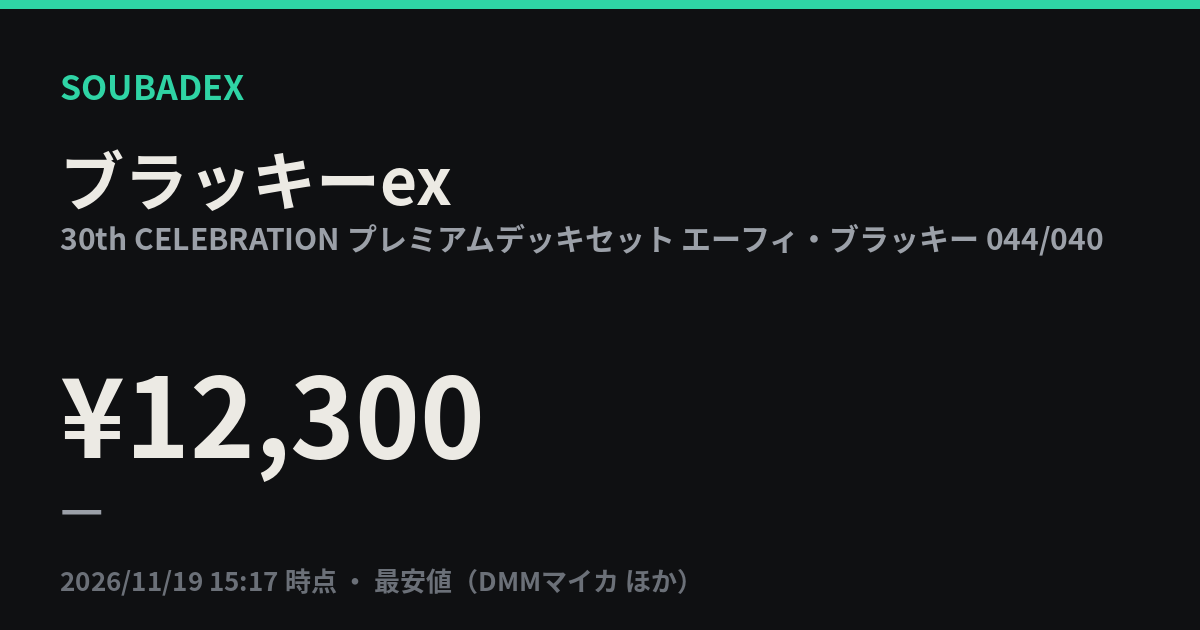 SOUBADEX
ブラッキーex
30th CELEBRATION プレミアムデッキセット エーフィ・ブラッキー 044/040
¥12,300
—
2026/11/19 15:17 時点 ・ 最安値（DMMマイカ ほか）